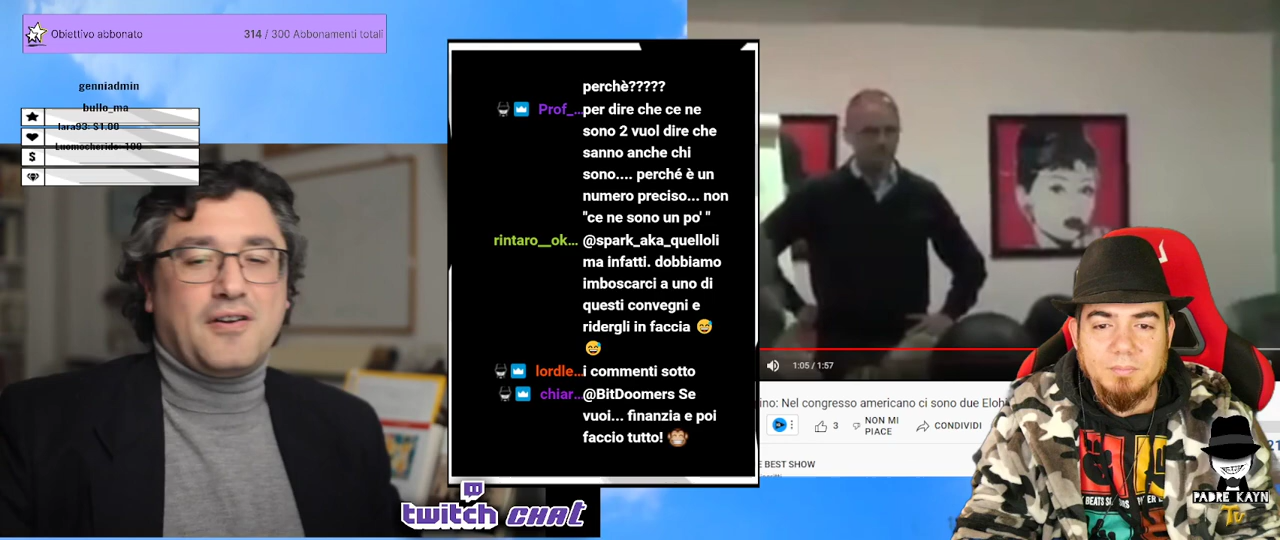 Obiettivo abbonato
314 / 300 Abbonamenti totali
genniadmin
bullo_ma
lara93: $1.00
Luomocherido: 100
perchè?????
Prof_... per dire che ce ne
sono 2 vuol dire che
sanno anche chi
sono.... perché è un
numero preciso... non
"ce ne sono un po' "
rintaro__ok... @spark_aka_quelloli
ma infatti. dobbiamo
imboscarci a uno di
questi convegni e
ridergli in faccia 😅
😅
lordle... i commenti sotto
chiar... @BitDoomers Se
vuoi... finanzia e poi
faccio tutto! 🐵
twitch CHAT
1:05 / 1:57
ino: Nel congresso americano ci sono due Eloh
3
NON MI
PIACE
CONDIVIDI
E BEST SHOW
PADRE KAYN